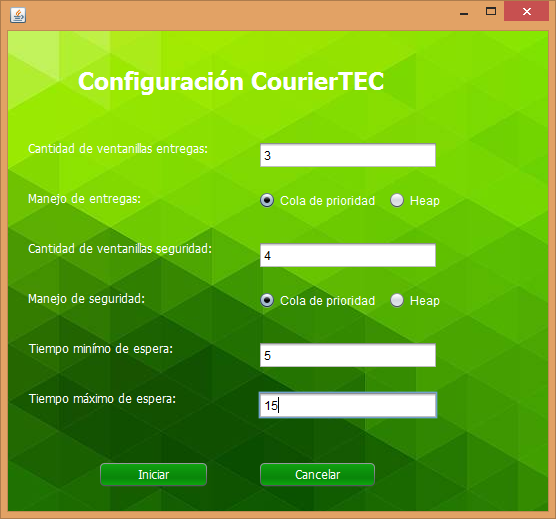 Configuración CourierTEC
Cantidad de ventanillas entregas: 3
Manejo de entregas: Cola de prioridad Heap
Cantidad de ventanillas seguridad: 4
Manejo de seguridad: Cola de prioridad Heap
Tiempo minímo de espera: 5
Tiempo máximo de espera: 15
Iniciar Cancelar